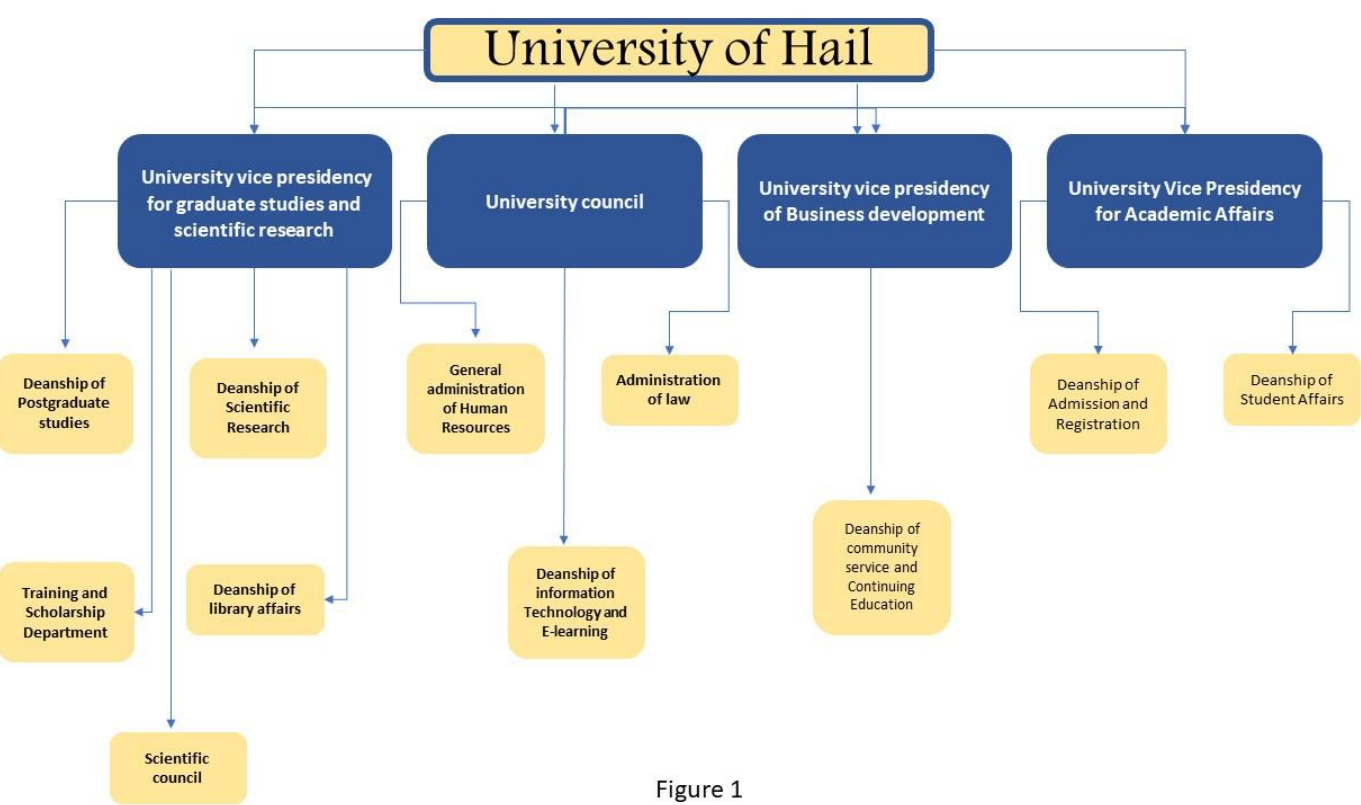 University of Hail
University vice presidency
for graduate studies and
scientific research
University council
University vice presidency
of Business development
University Vice Presidency
for Academic Affairs
Deanship of
Postgraduate
studies
Deanship of
Scientific
Research
General
administration
of Human
Resources
Administration
of law
Deanship of
Admission and
Registration
Deanship of
Student Affairs
Training and
Scholarship
Department
Deanship of
library affairs
Deanship of
information
Technology and
E-learning
Deanship of
community
service and
Continuing
Education
Scientific
council
Figure 1